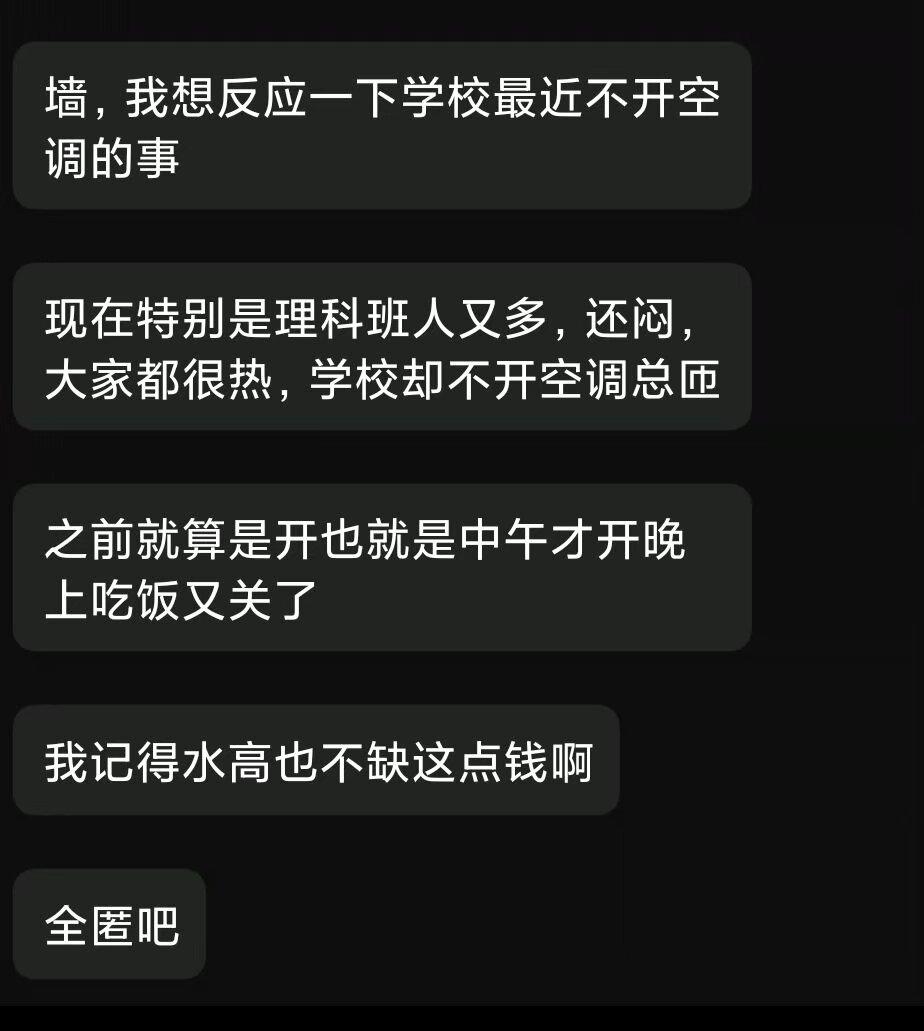 墙，我想反应一下学校最近不开空
调的事
现在特别是理科班人又多，还闷，
大家都很热，学校却不开空调总匝
之前就算是开也就是中午才开晚
上吃饭又关了
我记得水高也不缺这点钱啊
全匿吧